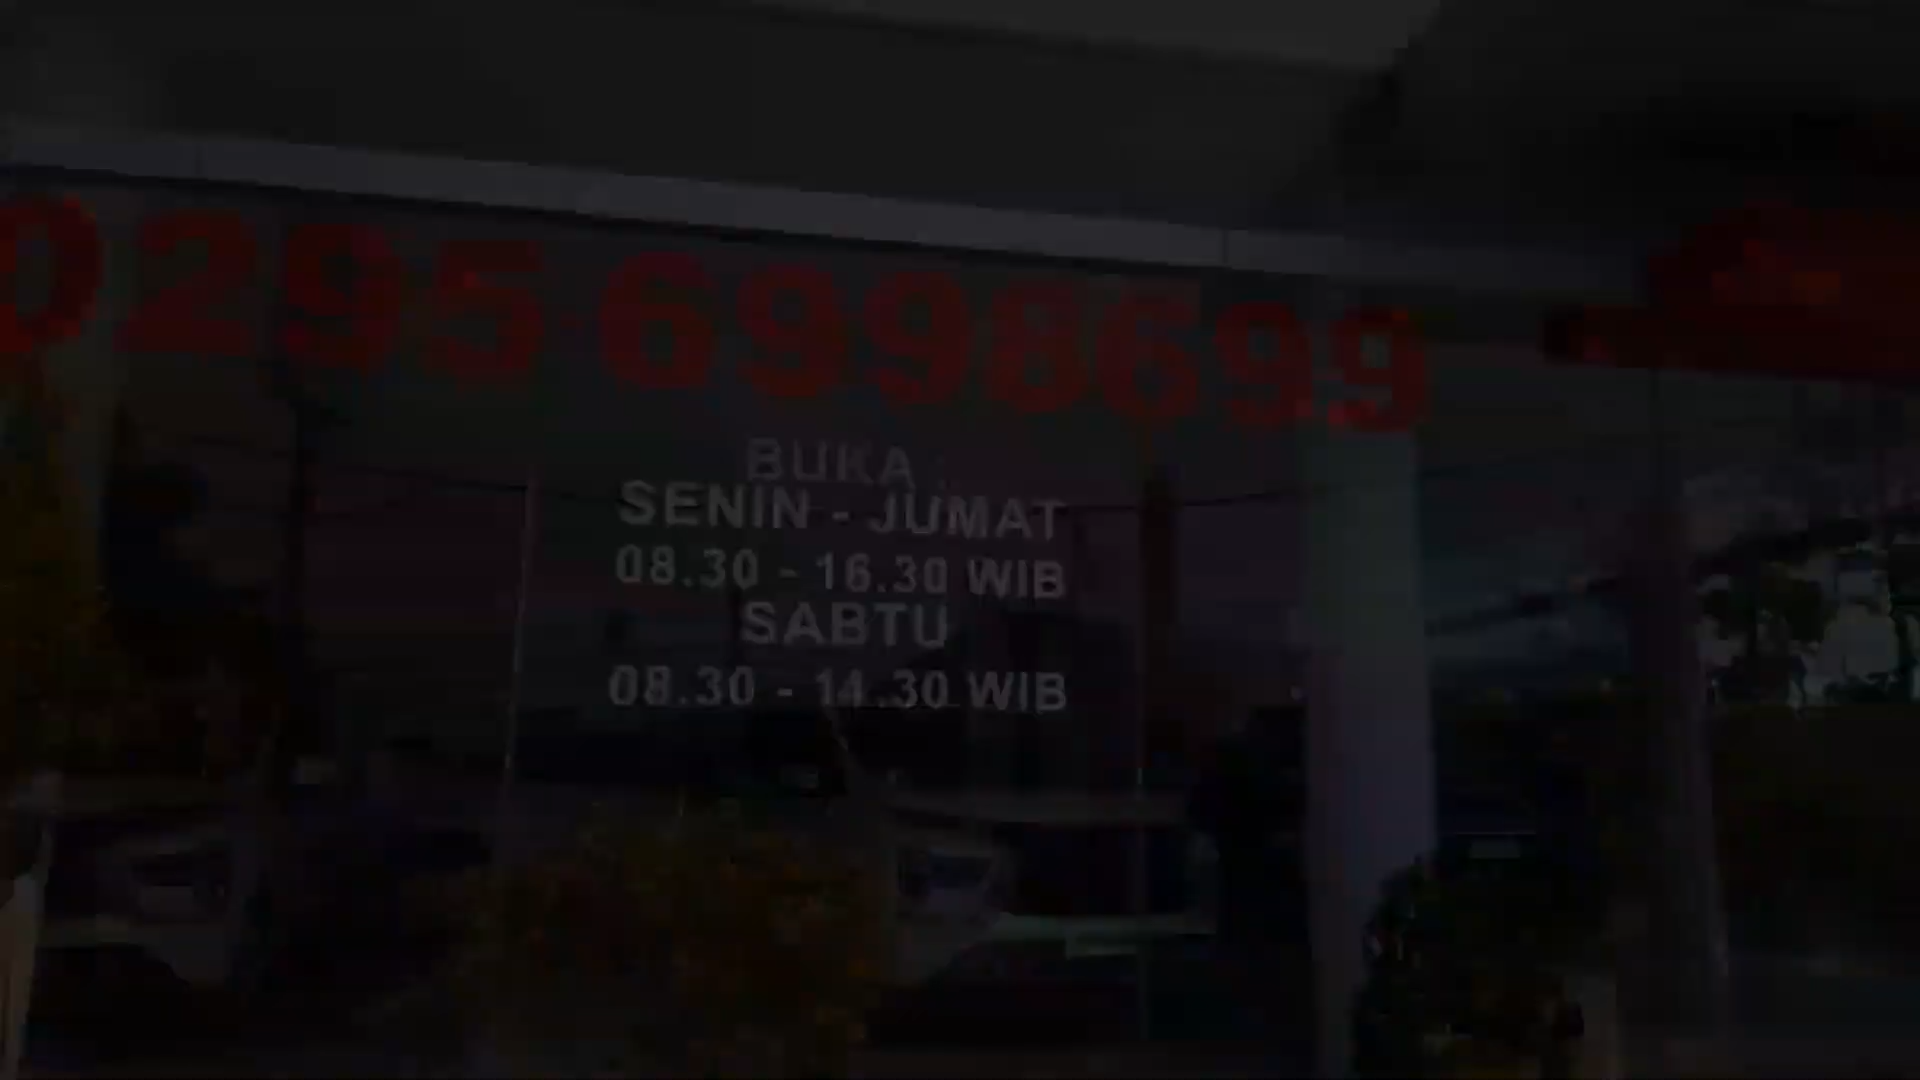 0295 6998699
BUKA :
SENIN - JUMAT
08.30 - 16.30 WIB
SABTU
08.30 - 14.30 WIB